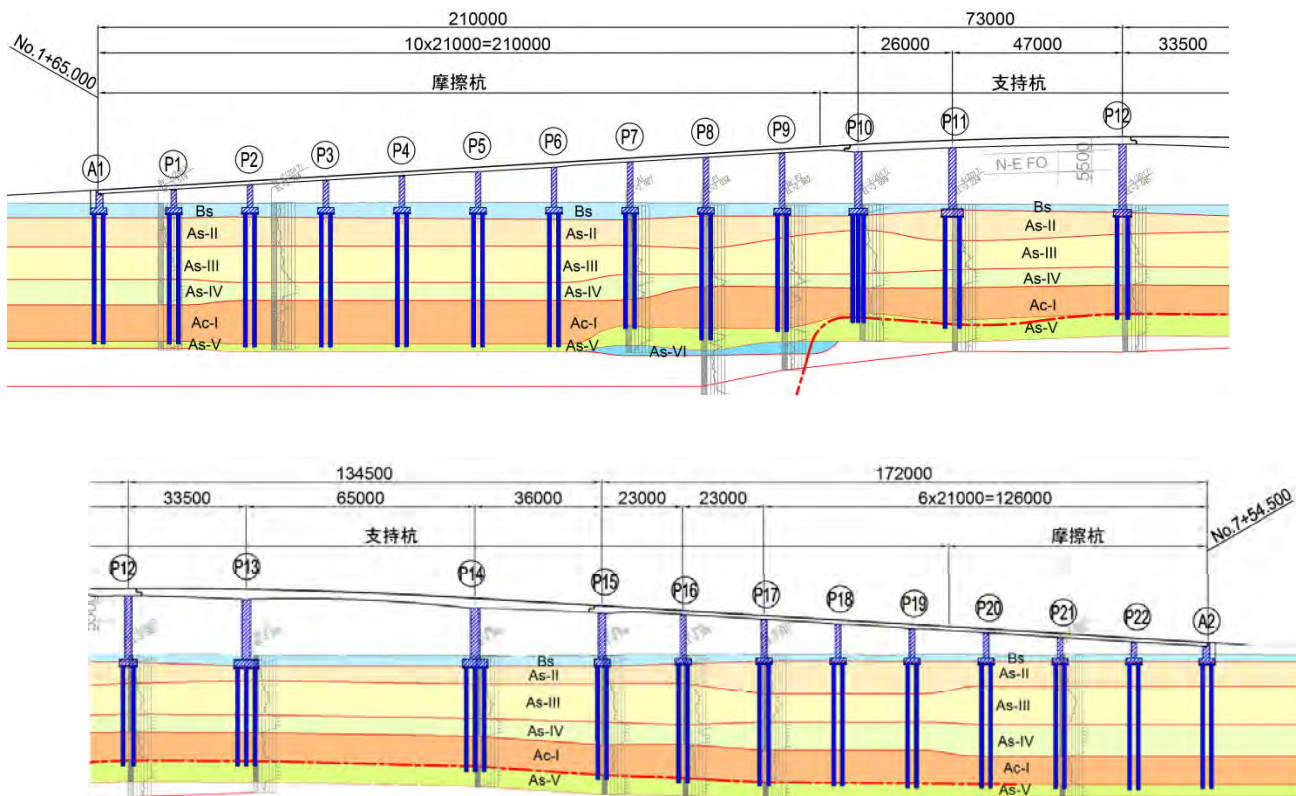 210000
73000
10x21000=210000
26000
47000
33500
No.1+65.000
摩擦杭
支持杭
A1
P1
P2
P3
P4
P5
P6
P7
P8
P9
P10
P11
P12
N-E FO
5500
Bs
Bs
Bs
As-II
As-II
As-II
As-III
As-III
As-III
As-IV
As-IV
As-IV
Ac-I
Ac-I
Ac-I
As-V
As-V
As-V
As-VI
134500
172000
33500
65000
36000
23000
23000
6x21000=126000
支持杭
摩擦杭
No.7+54.500
P12
P13
P14
P15
P16
P17
P18
P19
P20
P21
P22
A2
Bs
Bs
As-II
As-II
As-III
As-III
As-IV
As-IV
Ac-I
Ac-I
As-V
As-V